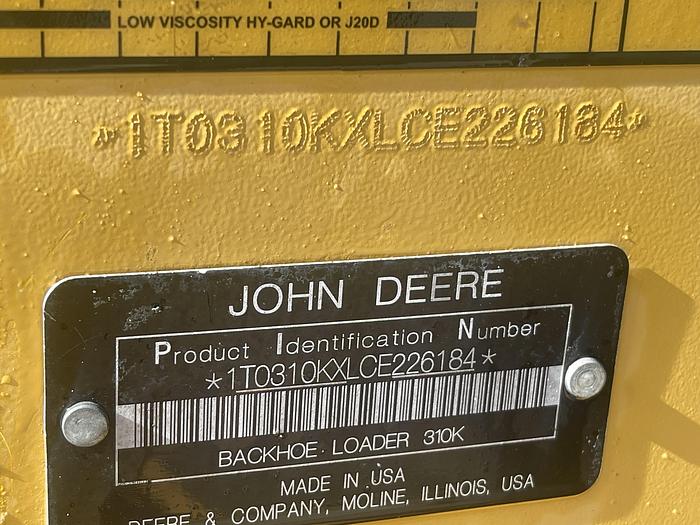 LOW VISCOSITY HY-GARD OR J20D
*1T0310KXLCE226184*
JOHN DEERE
Product Identification Number
*1T0310KXLCE226184*
BACKHOE LOADER 310K
MADE IN USA
DEERE & COMPANY, MOLINE, ILLINOIS, USA